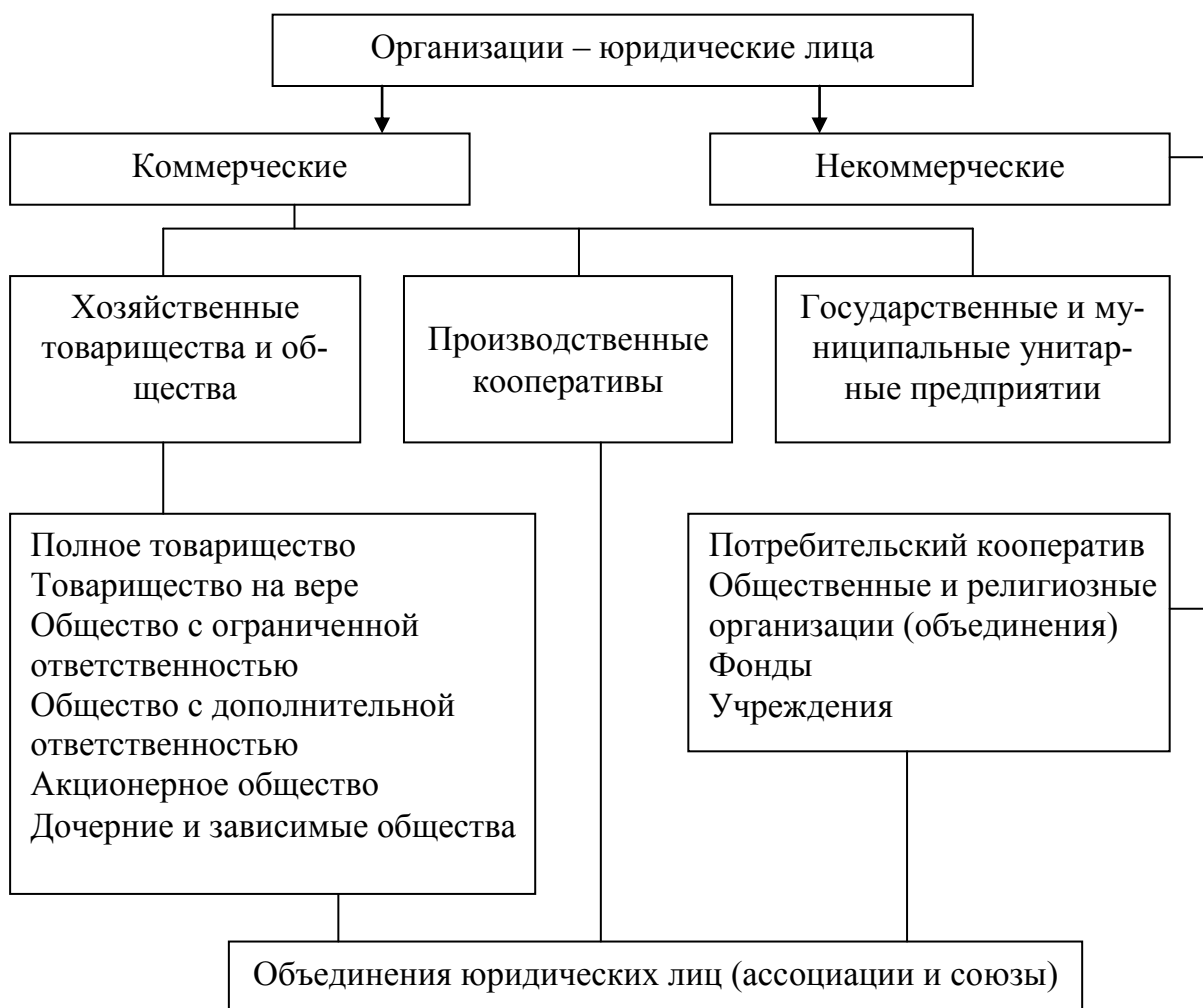 Организации – юридические лица
Коммерческие
Некоммерческие
Хозяйственные
товарищества и об-
щества
Производственные
кооперативы
Государственные и му-
ниципальные унитар-
ные предприятии
Полное товарищество
Товарищество на вере
Общество с ограниченной
ответственностью
Общество с дополнительной
ответственностью
Акционерное общество
Дочерние и зависимые общества
Потребительский кооператив
Общественные и религиозные
организации (объединения)
Фонды
Учреждения
Объединения юридических лиц (ассоциации и союзы)